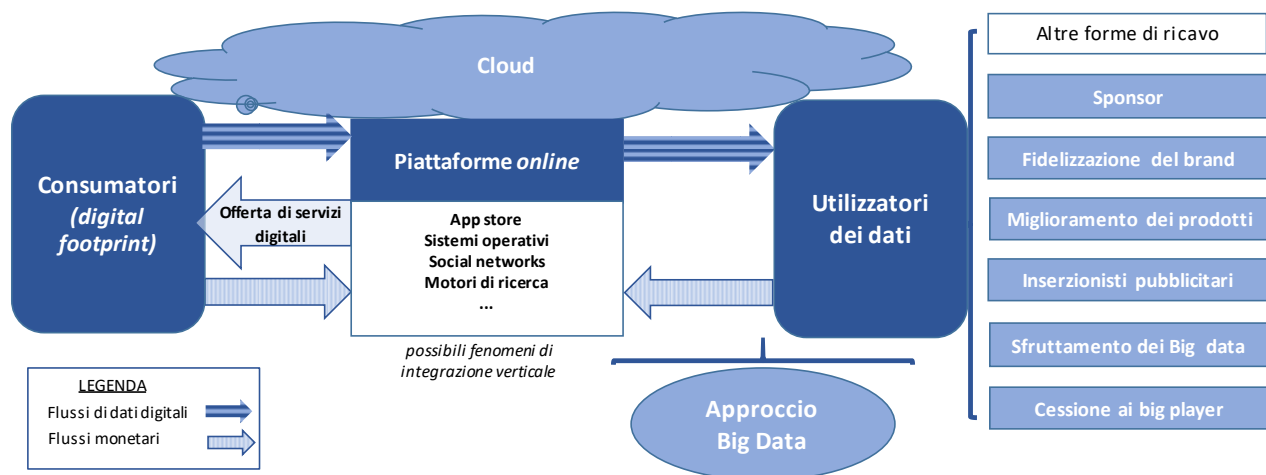 Cloud
Consumatori
(digital
footprint)
Offerta di servizi
digitali
Piattaforme online
App store
Sistemi operativi
Social networks
Motori di ricerca
...
possibili fenomeni di
integrazione verticale
Utilizzatori
dei dati
Approccio
Big Data
Altre forme di ricavo
Sponsor
Fidelizzazione del brand
Miglioramento dei prodotti
Inserzionisti pubblicitari
Sfruttamento dei Big data
Cessione ai big player
LEGENDA
Flussi di dati digitali
Flussi monetari